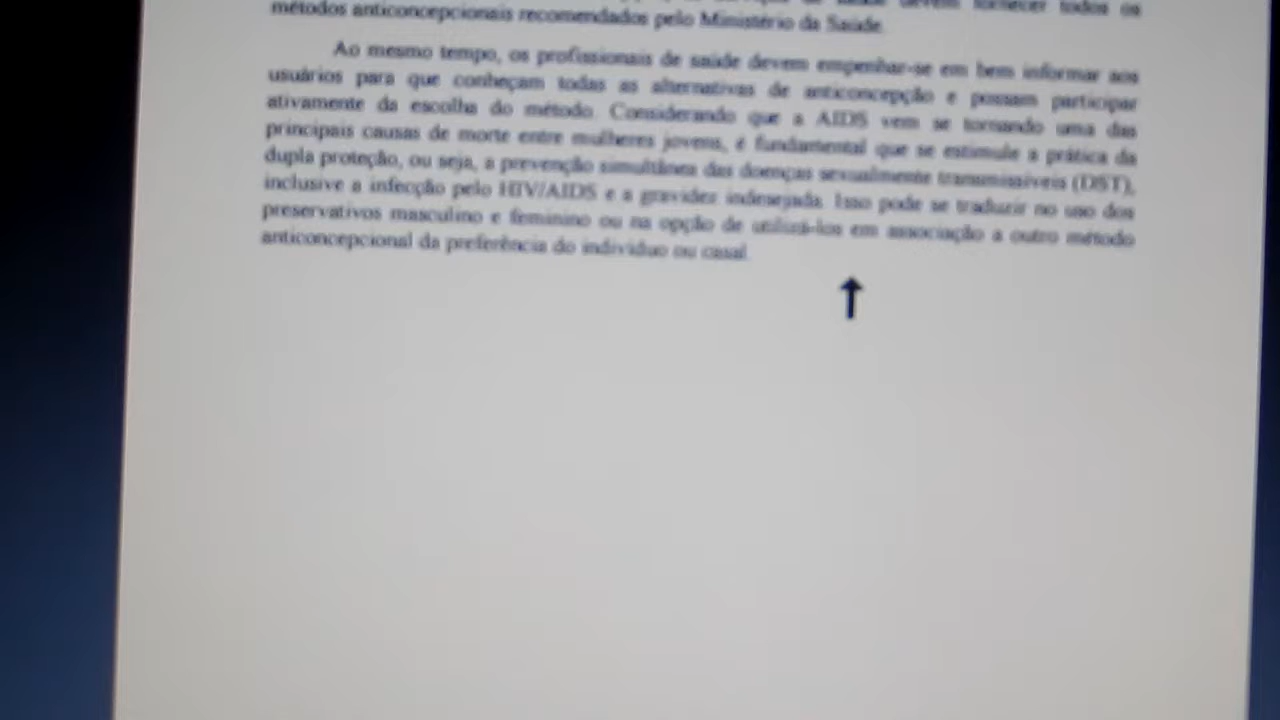 devem fornecer todos os
métodos anticoncepcionais recomendados pelo Ministério da Saúde.
Ao mesmo tempo, os profissionais de saúde devem empenhar-se em bem informar aos
usuários para que conheçam todas as alternativas de anticoncepção e possam participar
ativamente da escolha do método. Considerando que a AIDS vem se tornando uma das
principais causas de morte entre mulheres jovens, é fundamental que se estimule a prática da
dupla proteção, ou seja, a prevenção simultânea das doenças sexualmente transmissíveis (DST),
inclusive a infecção pelo HIV/AIDS e a gravidez indesejada. Isso pode se traduzir no uso dos
preservativos masculino e feminino ou na opção de utilizá-los em associação a outro método
anticoncepcional da preferência do indivíduo ou casal.